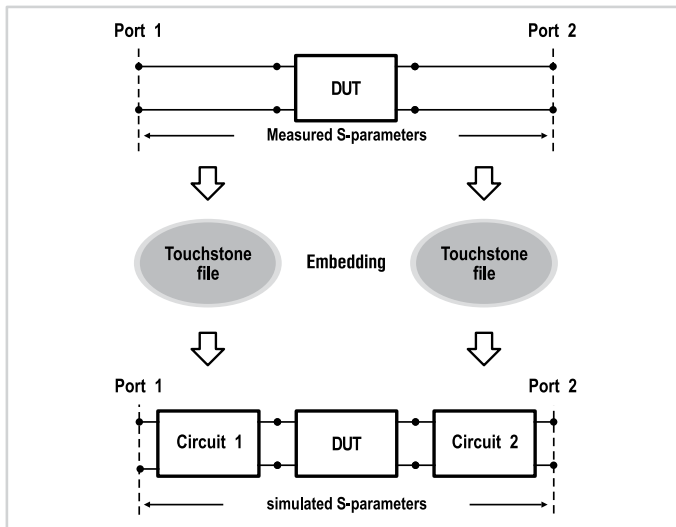 Port 1
Port 2
DUT
Measured S-parameters
Touchstone
file
Embedding
Touchstone
file
Port 1
Port 2
Circuit 1
DUT
Circuit 2
simulated S-parameters